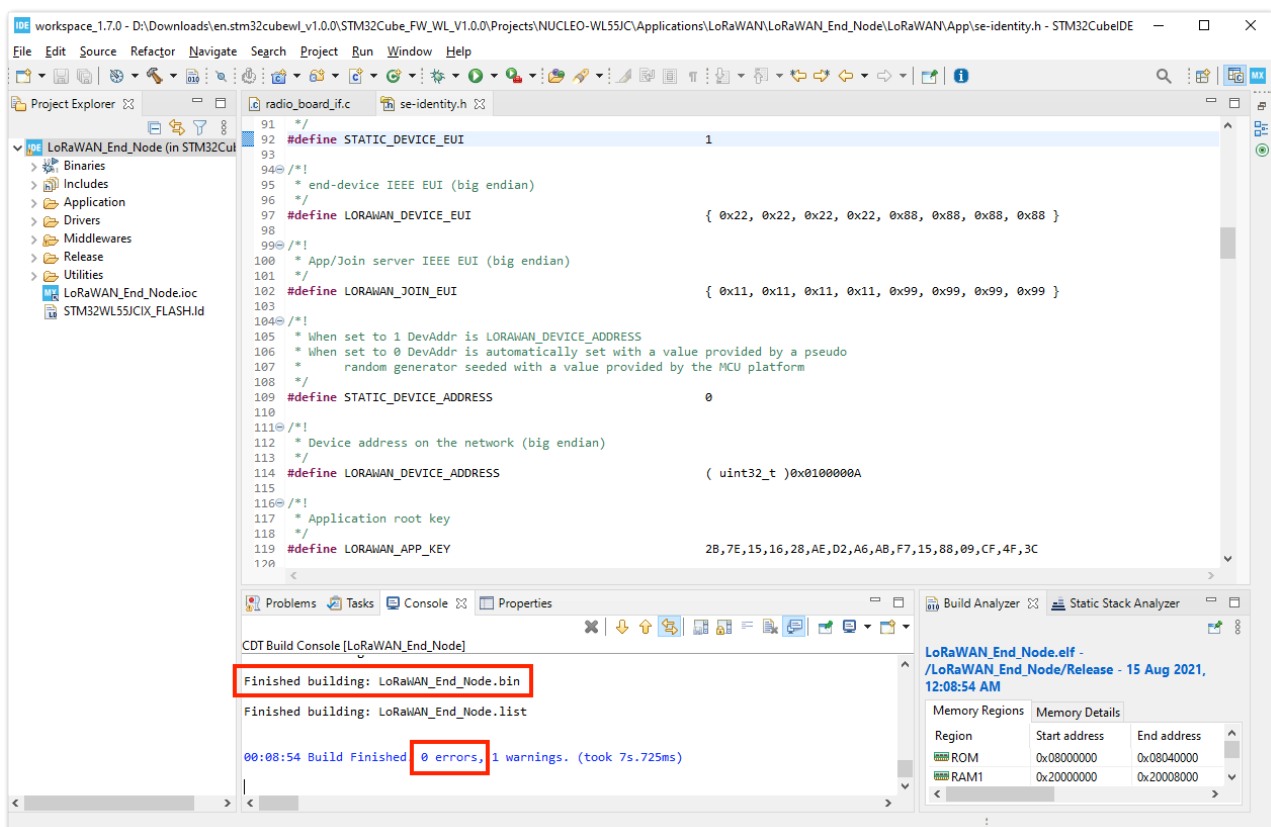 IDE workspace_1.7.0 - D:\Downloads\en.stm32cubewl_v1.0.0\STM32Cube_FW_WL_V1.0.0\Projects\NUCLEO-WL55JC\Applications\LoRaWAN\LoRaWAN_End_Node\LoRaWAN\App\se-identity.h - STM32CubeIDE
File Edit Source Refactor Navigate Search Project Run Window Help
Project Explorer
LoRaWAN_End_Node (in STM32Cul
Binaries
Includes
Application
Drivers
Middlewares
Release
Utilities
LoRaWAN_End_Node.ioc
STM32WL55JCIX_FLASH.ld
radio_board_if.c se-identity.h
91 */
92 #define STATIC_DEVICE_EUI 1
93
94 /*!
95 * end-device IEEE EUI (big endian)
96 */
97 #define LORAWAN_DEVICE_EUI { 0x22, 0x22, 0x22, 0x22, 0x88, 0x88, 0x88, 0x88 }
98
99 /*!
100 * App/Join server IEEE EUI (big endian)
101 */
102 #define LORAWAN_JOIN_EUI { 0x11, 0x11, 0x11, 0x11, 0x99, 0x99, 0x99, 0x99 }
103
104 /*!
105 * When set to 1 DevAddr is LORAWAN_DEVICE_ADDRESS
106 * When set to 0 DevAddr is automatically set with a value provided by a pseudo
107 * random generator seeded with a value provided by the MCU platform
108 */
109 #define STATIC_DEVICE_ADDRESS 0
110
111 /*!
112 * Device address on the network (big endian)
113 */
114 #define LORAWAN_DEVICE_ADDRESS ( uint32_t )0x0100000A
115
116 /*!
117 * Application root key
118 */
119 #define LORAWAN_APP_KEY 2B,7E,15,16,28,AE,D2,A6,AB,F7,15,88,09,CF,4F,3C
120
Problems Tasks Console Properties
CDT Build Console [LoRaWAN_End_Node]
Finished building: LoRaWAN_End_Node.bin
Finished building: LoRaWAN_End_Node.list
00:08:54 Build Finished. 0 errors, 1 warnings. (took 7s.725ms)
Build Analyzer Static Stack Analyzer
LoRaWAN_End_Node.elf -
/LoRaWAN_End_Node/Release - 15 Aug 2021,
12:08:54 AM
Memory Regions Memory Details
Region Start address End address
ROM 0x08000000 0x08040000
RAM1 0x20000000 0x20008000